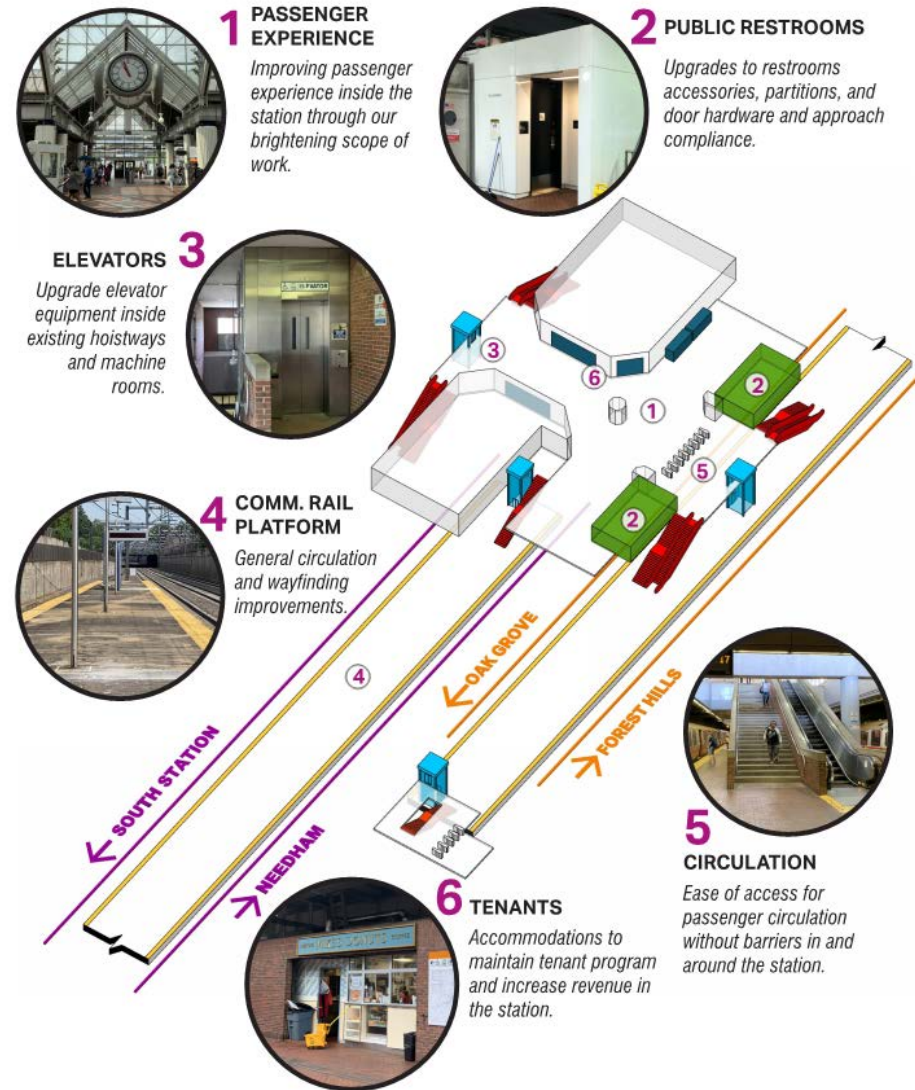 1 PASSENGER
EXPERIENCE
Improving passenger
experience inside the
station through our
brightening scope of
work.
2 PUBLIC RESTROOMS
Upgrades to restrooms
accessories, partitions, and
door hardware and approach
compliance.
ELEVATORS 3
Upgrade elevator
equipment inside
existing hoistways
and machine
rooms.
4 COMM. RAIL
PLATFORM
General circulation
and wayfinding
improvements.
3
6
1
2
5
2
4
OAK GROVE
FOREST HILLS
SOUTH STATION
NEEDHAM
5
CIRCULATION
Ease of access for
passenger circulation
without barriers in and
around the station.
6 TENANTS
Accommodations to
maintain tenant program
and increase revenue in
the station.
DONUTS